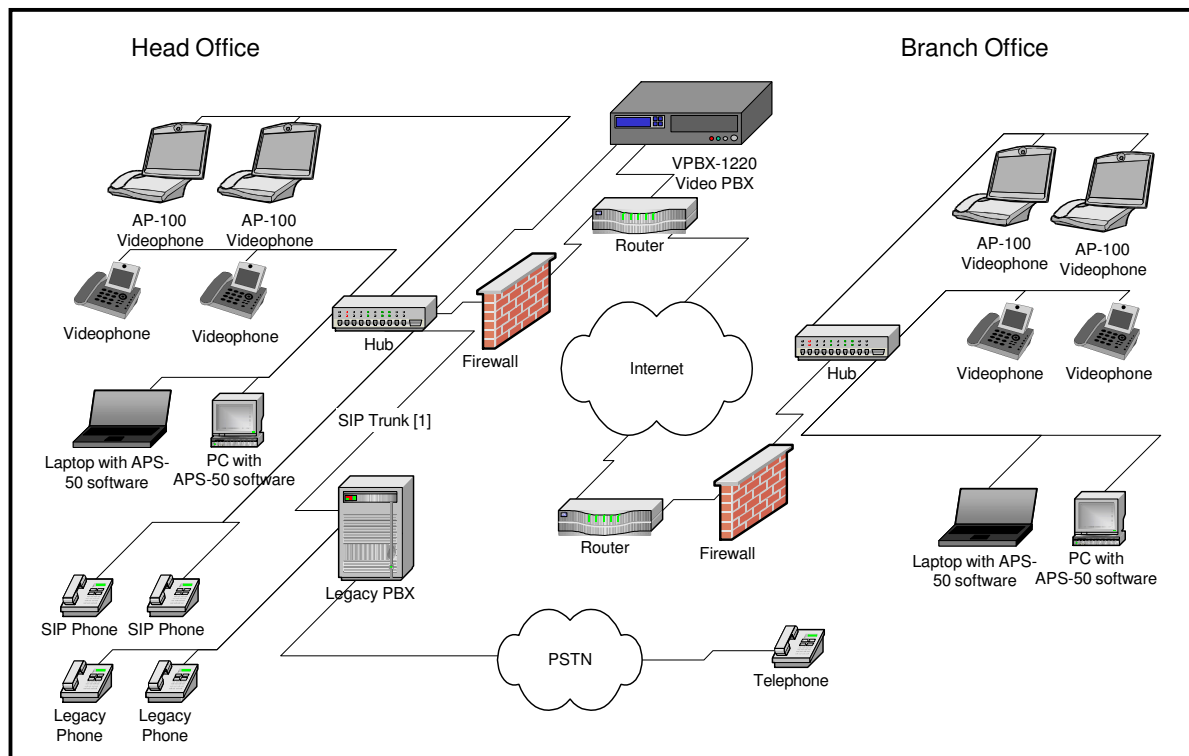 Head Office
Branch Office
VPBX-1220
Video PBX
AP-100
Videophone
AP-100
Videophone
Router
AP-100
Videophone
AP-100
Videophone
Videophone
Videophone
Hub
Firewall
Internet
Hub
Videophone
Videophone
SIP Trunk [1]
Laptop with APS-
50 software
PC with
APS-50 software
Router
Firewall
Laptop with APS-
50 software
PC with
APS-50 software
Legacy PBX
SIP Phone
SIP Phone
PSTN
Telephone
Legacy
Phone
Legacy
Phone